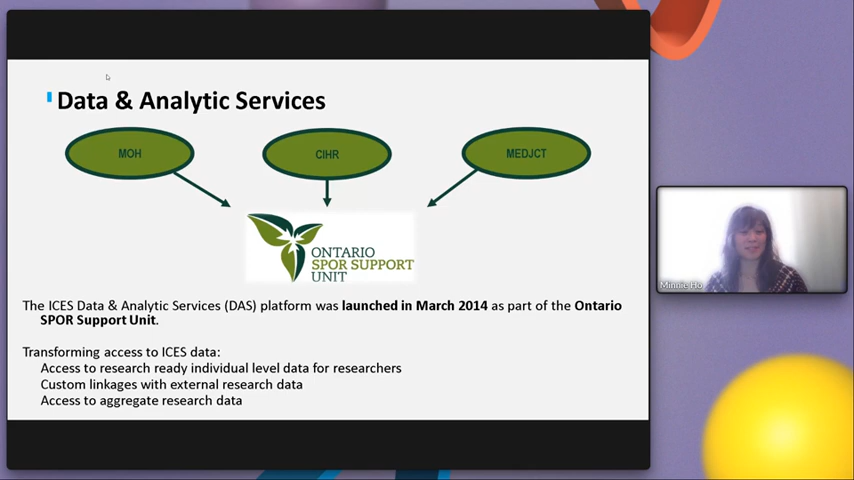 Data & Analytic Services
MOH
CIHR
MEDJCT
ONTARIO
SPOR SUPPORT
UNIT
The ICES Data & Analytic Services (DAS) platform was launched in March 2014 as part of the Ontario
SPOR Support Unit.
Transforming access to ICES data:
Access to research ready individual level data for researchers
Custom linkages with external research data
Access to aggregate research data
Minnie Ho